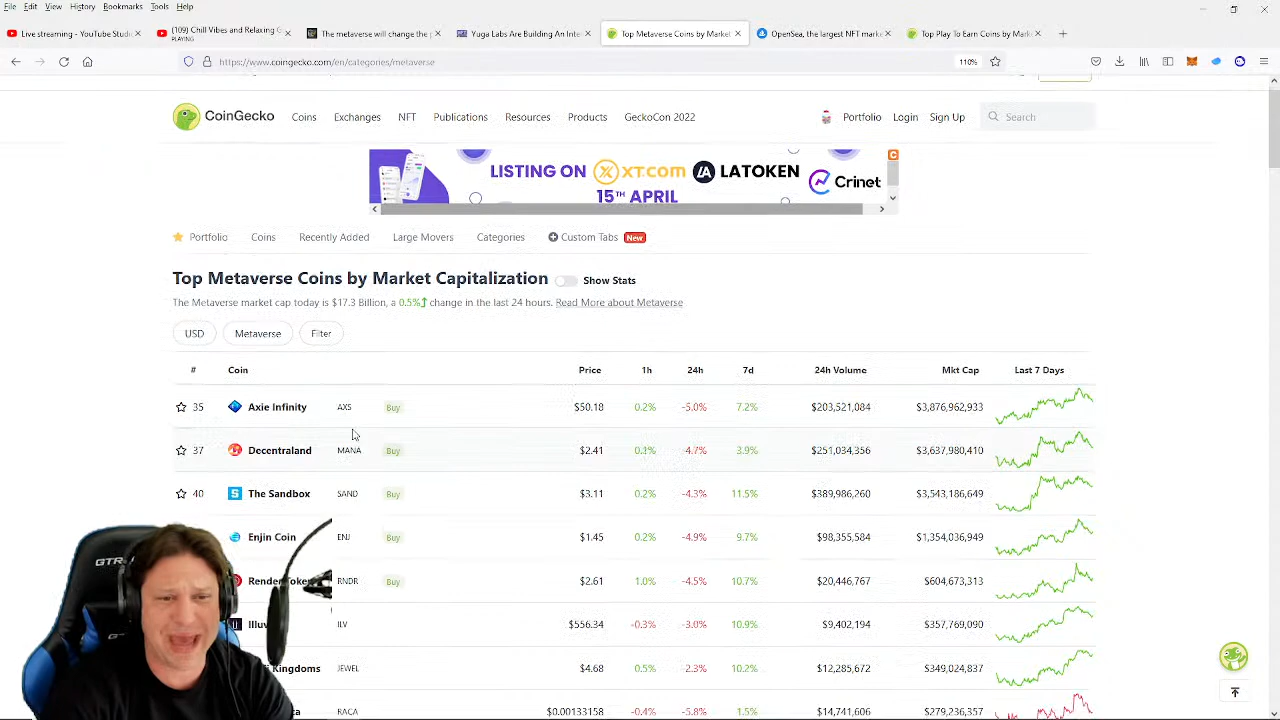 File Edit View History Bookmarks Tools Help
Live streaming - YouTube Studi
(109) Chill Vibes and Relaxing G
PLAYING
The metaverse will change the p
Yuga Labs Are Building An Inte
Top Metaverse Coins by Market
OpenSea, the largest NFT marke
Top Play To Earn Coins by Mark
https://www.coingecko.com/en/categories/metaverse
110%
CoinGecko Coins Exchanges NFT Publications Resources Products GeckoCon 2022 Portfolio Login Sign Up Search
LISTING ON XT.COM LATOKEN Crinet
15TH APRIL
Portfolio Coins Recently Added Large Movers Categories Custom Tabs New
Top Metaverse Coins by Market Capitalization Show Stats
The Metaverse market cap today is $17.3 Billion, a 0.5% change in the last 24 hours. Read More about Metaverse
USD Metaverse Filter
# Coin Price 1h 24h 7d 24h Volume Mkt Cap Last 7 Days
35 Axie Infinity AXS Buy $50.18 0.2% -5.0% 7.2% $203,521,084 $3,876,962,933
37 Decentraland MANA Buy $2.41 0.1% -4.7% 3.9% $251,034,356 $3,637,980,410
40 The Sandbox SAND Buy $3.11 0.2% -4.3% 11.5% $389,986,260
Enjin Coin ENJ Buy $1.45 0.2% -4.9% 9.7% $98,355,584 $1,354,036,949
Render RNDR Buy $2.61 1.0% 10.7% $20,446,767 $604,673,313
ILV $556.34 -0.3% -3.0% 10.9% $9,402,194 $357,769,090
Kingdoms JEWEL $4.68 0.5% -2.3% 10.2% $12,285,672 $349,024,837
RACA $0.00133158 -0.4% -5.8% 1.5% $14,741,606 $279,236,357
GTR